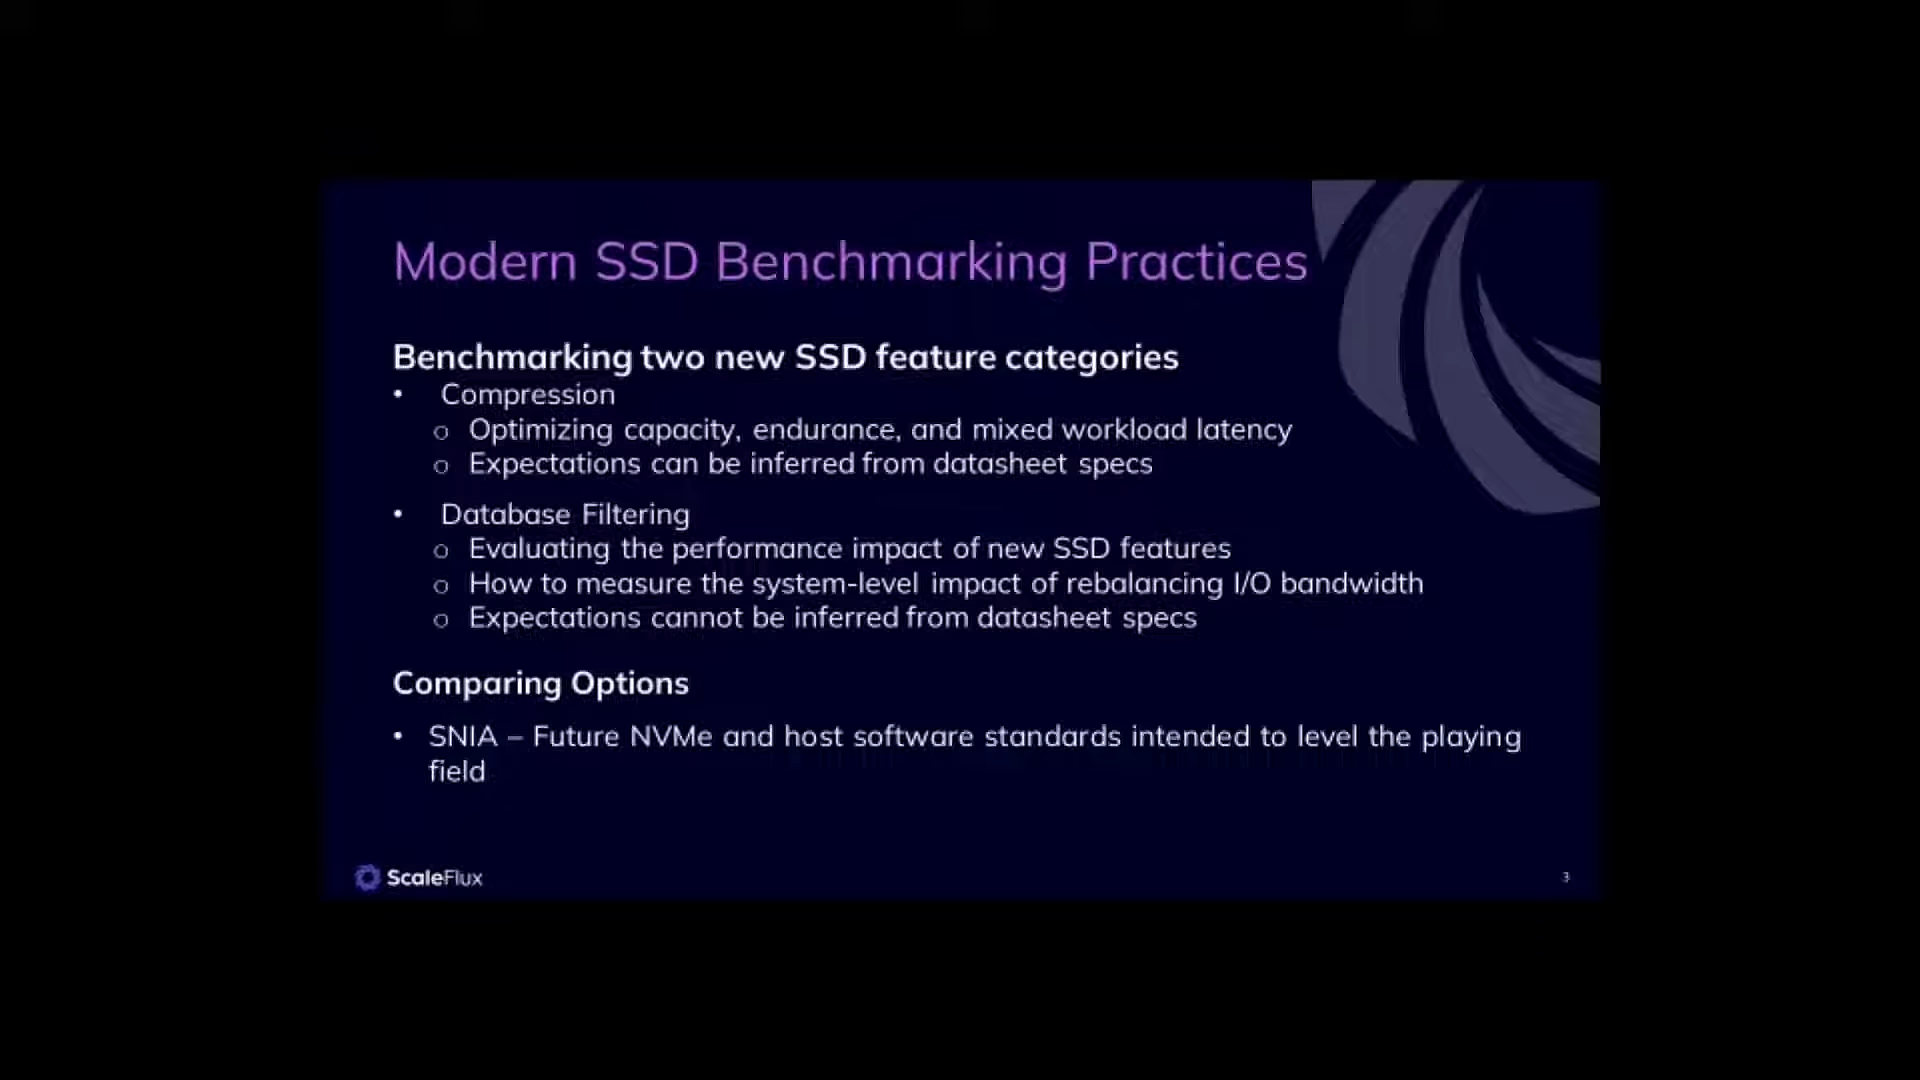 Modern SSD Benchmarking Practices
Benchmarking two new SSD feature categories
• Compression
o Optimizing capacity, endurance, and mixed workload latency
o Expectations can be inferred from datasheet specs
• Database Filtering
o Evaluating the performance impact of new SSD features
o How to measure the system-level impact of rebalancing I/O bandwidth
o Expectations cannot be inferred from datasheet specs
Comparing Options
• SNIA – Future NVMe and host software standards intended to level the playing
field
ScaleFlux
3